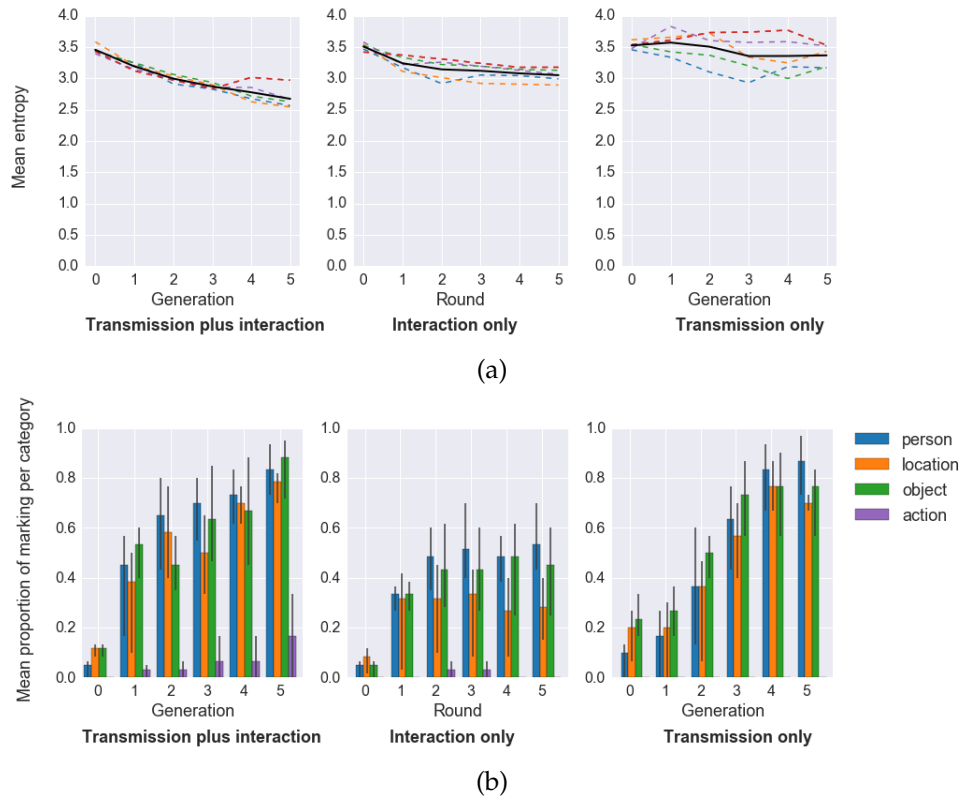 Mean entropy
4.0 3.5 3.0 2.5 2.0 1.5 1.0 0.5 0.0
0 1 2 3 4 5
Generation
Transmission plus interaction
4.0 3.5 3.0 2.5 2.0 1.5 1.0 0.5 0.0
0 1 2 3 4 5
Round
Interaction only
4.0 3.5 3.0 2.5 2.0 1.5 1.0 0.5 0.0
0 1 2 3 4 5
Generation
Transmission only
(a)
Mean proportion of marking per category
1.0 0.8 0.6 0.4 0.2 0.0
0 1 2 3 4 5
Generation
Transmission plus interaction
1.0 0.8 0.6 0.4 0.2 0.0
0 1 2 3 4 5
Round
Interaction only
1.0 0.8 0.6 0.4 0.2 0.0
0 1 2 3 4 5
Generation
Transmission only
person
location
object
action
(b)